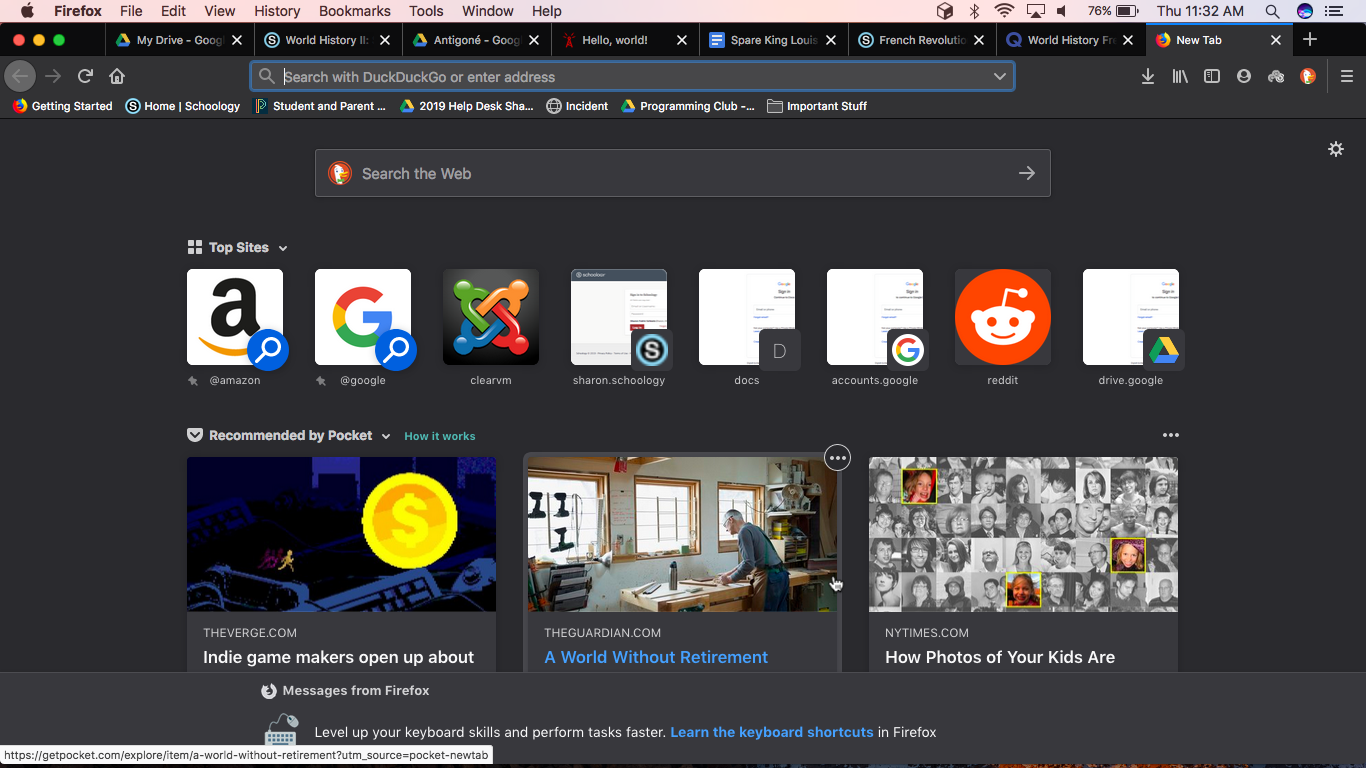 Firefox File Edit View History Bookmarks Tools Window Help 76% Thu 11:32 AM
My Drive - Googl World History II: S Antigoné - Googl Hello, world! Spare King Louis French Revolutio World History Fre New Tab
Search with DuckDuckGo or enter address
Getting Started Home | Schoology Student and Parent ... 2019 Help Desk Sha... Incident Programming Club -... Important Stuff
Search the Web
Top Sites
@amazon @google clearvm sharon.schoology docs accounts.google reddit drive.google
Recommended by Pocket How it works
THEVERGE.COM THEGUARDIAN.COM NYTIMES.COM
Indie game makers open up about A World Without Retirement How Photos of Your Kids Are
Messages from Firefox
Level up your keyboard skills and perform tasks faster. Learn the keyboard shortcuts in Firefox
https://getpocket.com/explore/item/a-world-without-retirement?utm_source=pocket-newtab